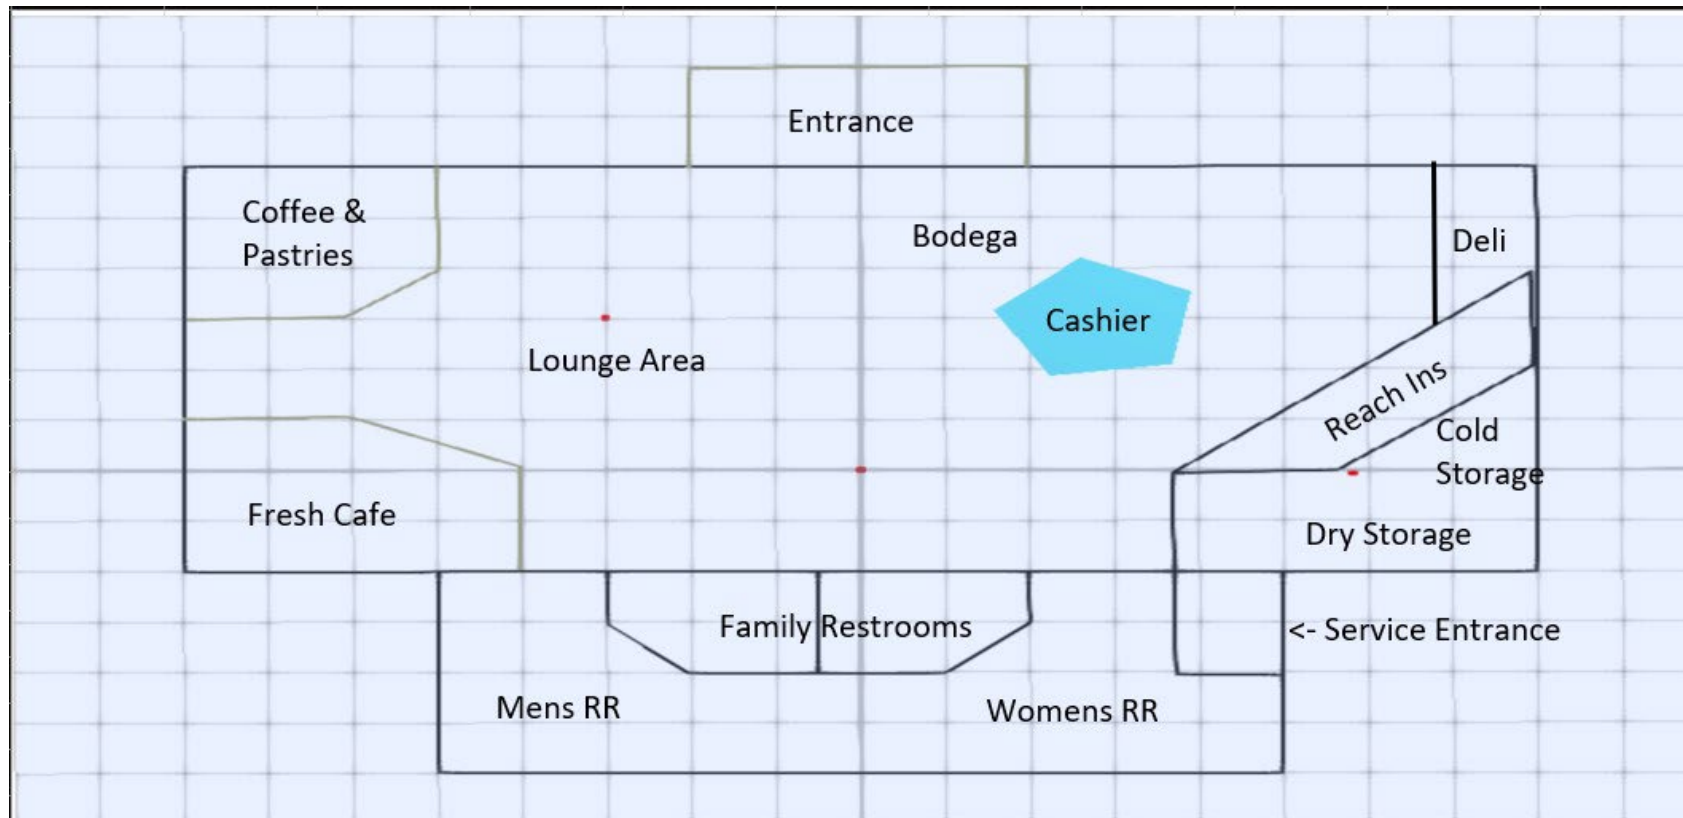 Entrance
Coffee &
Pastries
Bodega
Deli
Cashier
Lounge Area
Reach Ins
Cold
Storage
Fresh Cafe
Dry Storage
Family Restrooms
<- Service Entrance
Mens RR
Womens RR